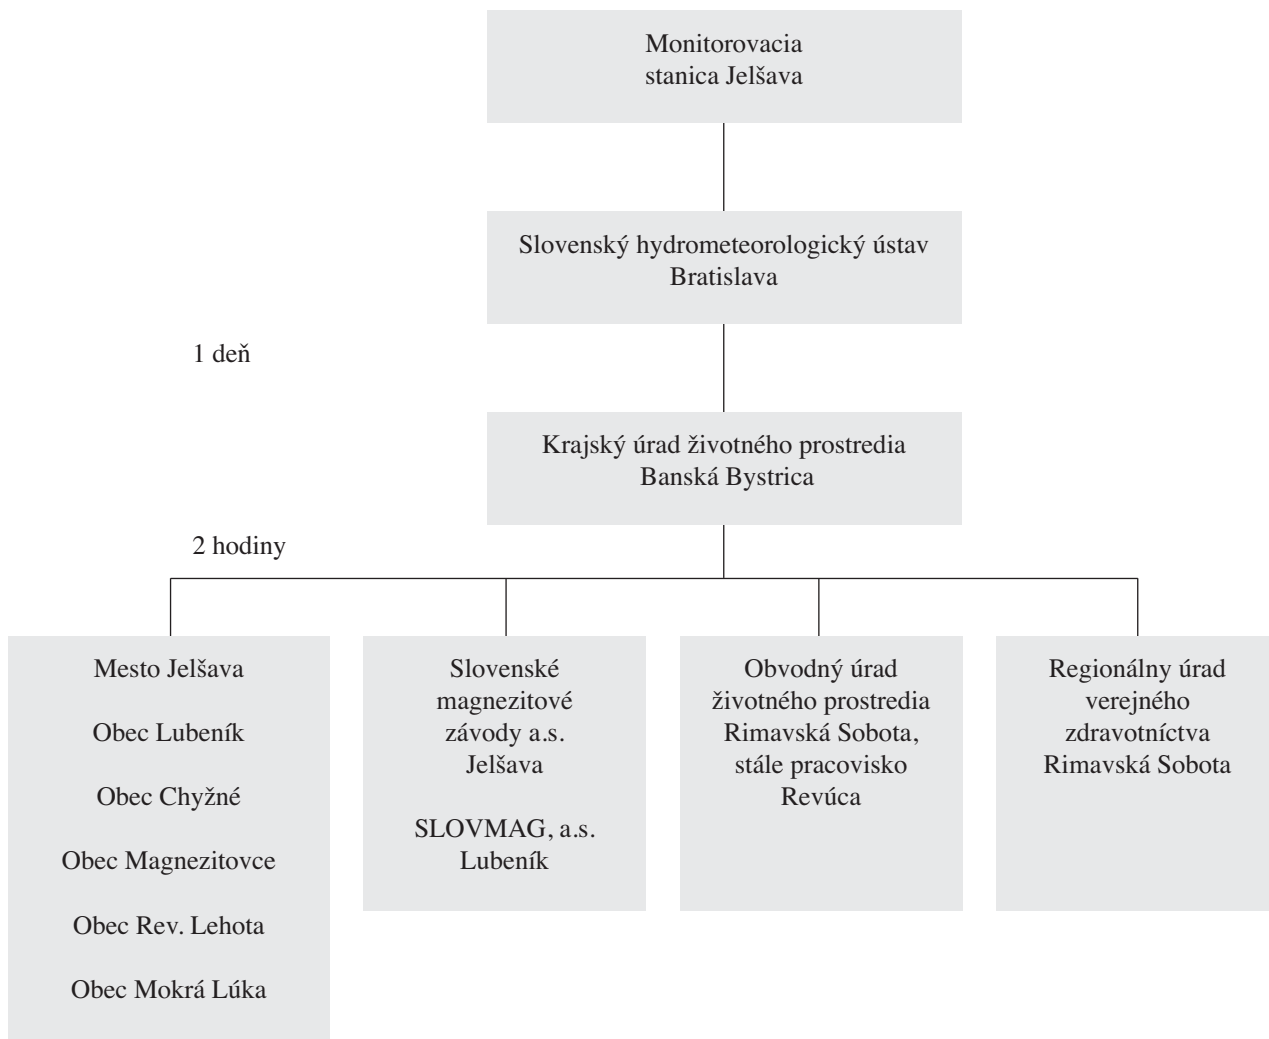 Monitorovacia
stanica Jelšava
Slovenský hydrometeorologický ústav
Bratislava
1 deň
Krajský úrad životného prostredia
Banská Bystrica
2 hodiny
Mesto Jelšava
Obec Lubeník
Obec Chyžné
Obec Magnezitovce
Obec Rev. Lehota
Obec Mokrá Lúka
Slovenské
magnezitové
závody a.s.
Jelšava
SLOVMAG, a.s.
Lubeník
Obvodný úrad
životného prostredia
Rimavská Sobota,
stále pracovisko
Revúca
Regionálny úrad
verejného
zdravotníctva
Rimavská Sobota